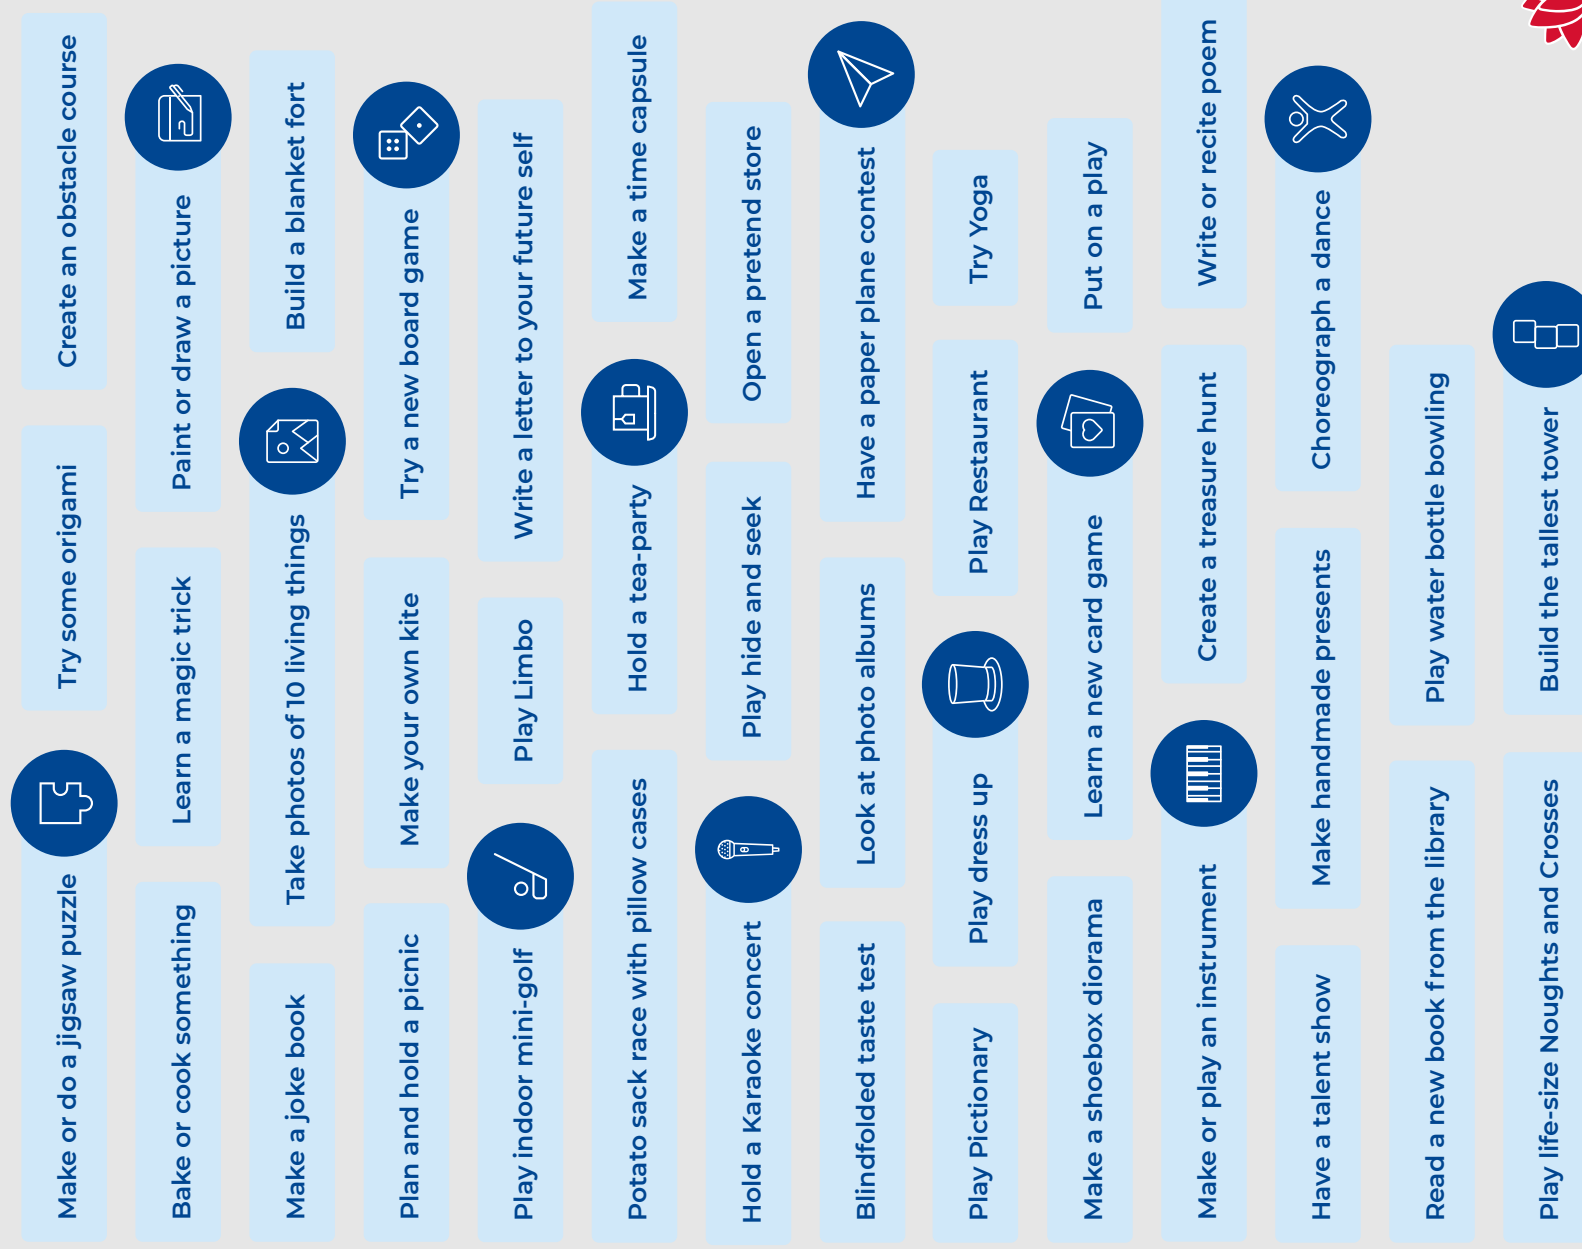 Make or do a jigsaw puzzle
Try some origami
Create an obstacle course
Bake or cook something
Learn a magic trick
Paint or draw a picture
Make a joke book
Take photos of 10 living things
Build a blanket fort
Plan and hold a picnic
Make your own kite
Try a new board game
Play indoor mini-golf
Play Limbo
Write a letter to your future self
Potato sack race with pillow cases
Hold a tea-party
Make a time capsule
Hold a Karaoke concert
Play hide and seek
Open a pretend store
Blindfolded taste test
Look at photo albums
Have a paper plane contest
Play Pictionary
Play dress up
Play Restaurant
Try Yoga
Make a shoebox diorama
Learn a new card game
Put on a play
Make or play an instrument
Create a treasure hunt
Write or recite poem
Have a talent show
Make handmade presents
Choreograph a dance
Read a new book from the library
Play water bottle bowling
Play life-size Noughts and Crosses
Build the tallest tower